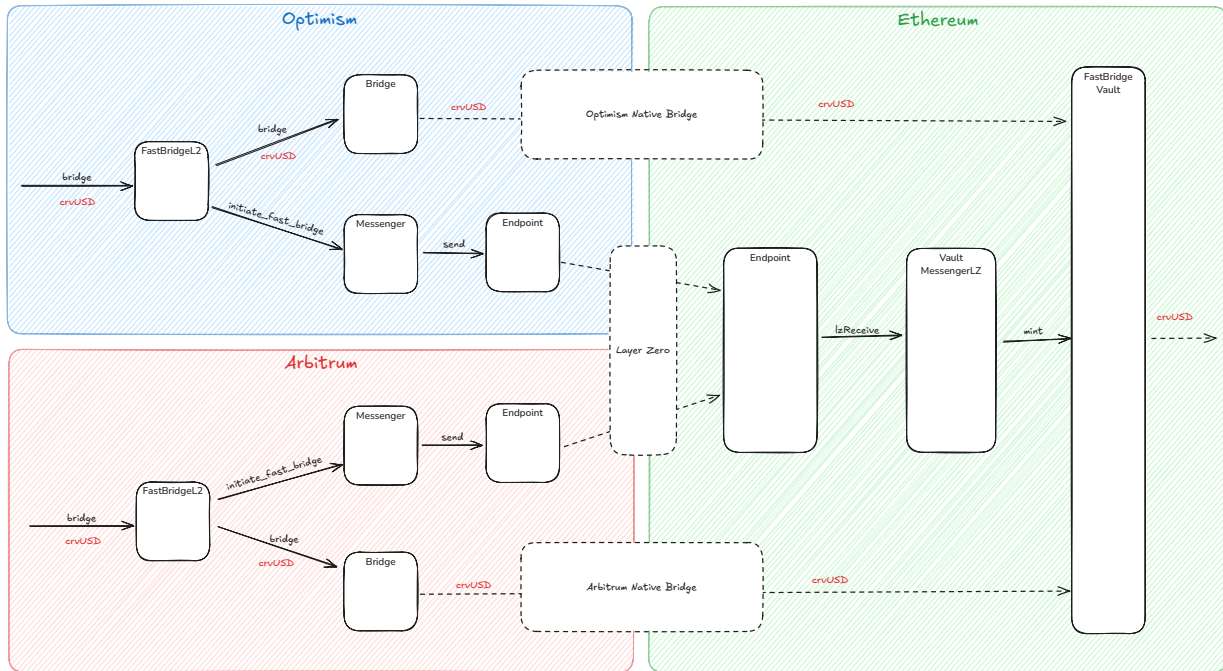 Optimism
Ethereum
FastBridge
Vault
Bridge
crvUSD
Optimism Native Bridge
crvUSD
bridge
crvUSD
FastBridgeL2
bridge
crvUSD
initiate_fast_bridge
Messenger
send
Endpoint
Endpoint
Vault
MessengerLZ
Layer Zero
lzReceive
mint
crvUSD
Arbitrum
Messenger
send
Endpoint
initiate_fast_bridge
FastBridgeL2
bridge
crvUSD
bridge
crvUSD
Bridge
crvUSD
Arbitrum Native Bridge
crvUSD